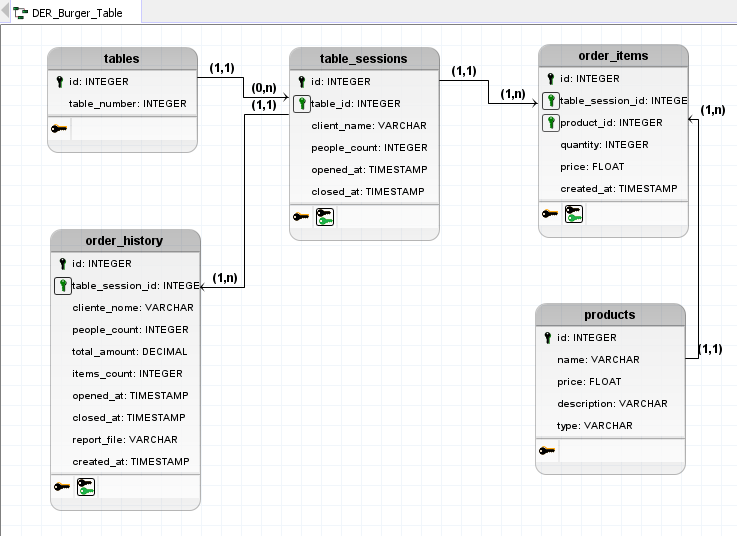 DER_Burger_Table
tables
id: INTEGER
table_number: INTEGER
(1,1)
(0,n)
(1,1)
table_sessions
id: INTEGER
table_id: INTEGER
client_name: VARCHAR
people_count: INTEGER
opened_at: TIMESTAMP
closed_at: TIMESTAMP
(1,1)
(1,n)
order_items
id: INTEGER
table_session_id: INTEGE
product_id: INTEGER
quantity: INTEGER
price: FLOAT
created_at: TIMESTAMP
(1,n)
order_history
id: INTEGER
table_session_id: INTEGE
cliente_nome: VARCHAR
people_count: INTEGER
total_amount: DECIMAL
items_count: INTEGER
opened_at: TIMESTAMP
closed_at: TIMESTAMP
report_file: VARCHAR
created_at: TIMESTAMP
(1,n)
products
id: INTEGER
name: VARCHAR
price: FLOAT
description: VARCHAR
type: VARCHAR
(1,1)